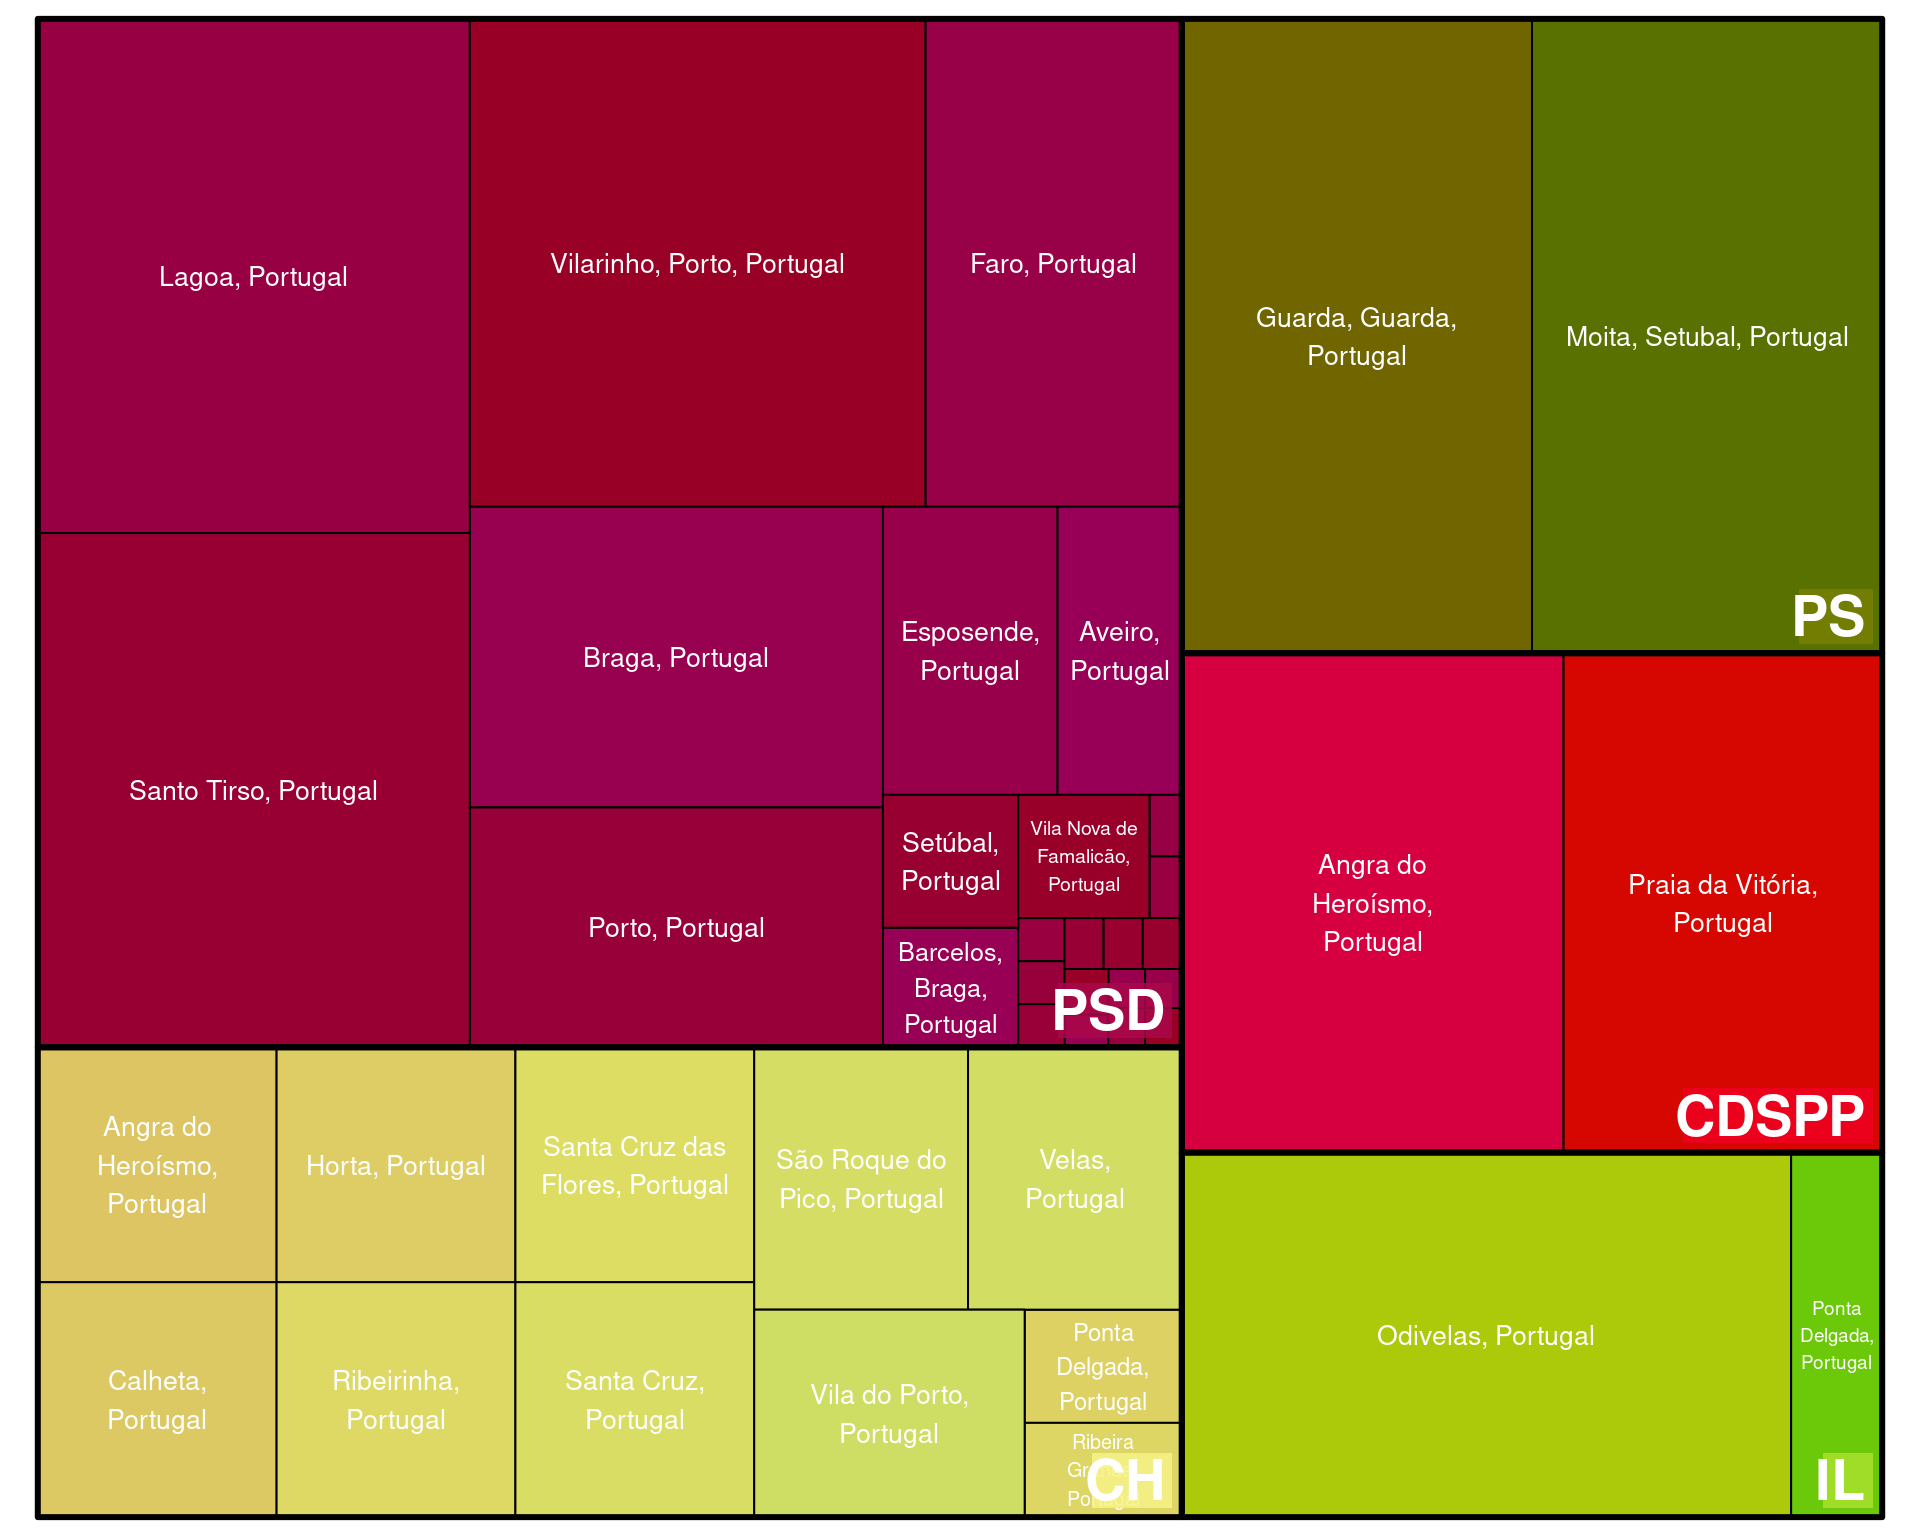 Lagoa, Portugal
Vilarinho, Porto, Portugal
Faro, Portugal
Santo Tirso, Portugal
Braga, Portugal
Esposende,
Portugal
Aveiro,
Portugal
Porto, Portugal
Setúbal,
Portugal
Vila Nova de
Famalicão,
Portugal
Barcelos,
Braga,
Portugal
PSD
Guarda, Guarda,
Portugal
Moita, Setubal, Portugal
PS
Angra do
Heroísmo,
Portugal
Praia da Vitória,
Portugal
CDSPP
Angra do
Heroísmo,
Portugal
Horta, Portugal
Santa Cruz das
Flores, Portugal
São Roque do
Pico, Portugal
Velas,
Portugal
Calheta,
Portugal
Ribeirinha,
Portugal
Santa Cruz,
Portugal
Vila do Porto,
Portugal
Ponta
Delgada,
Portugal
Ribeira
CH
Odivelas, Portugal
Ponta
Delgada,
Portugal
IL